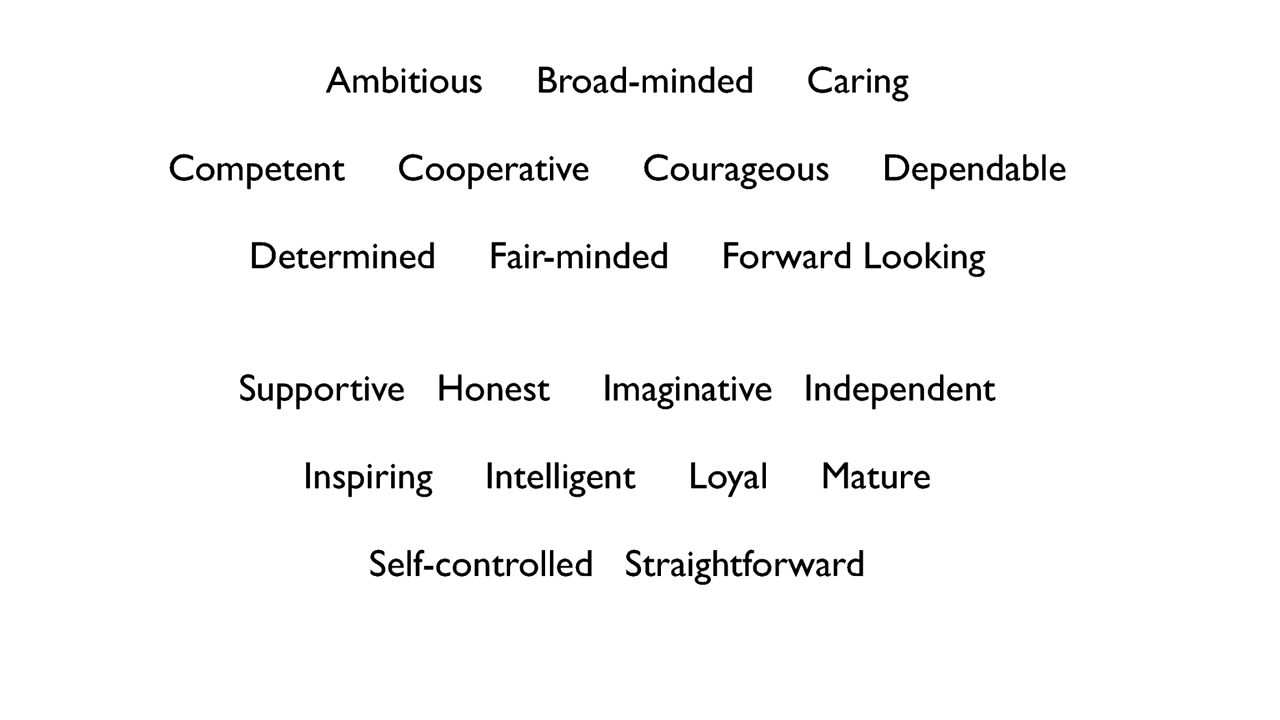 Ambitious Broad-minded Caring
Competent Cooperative Courageous Dependable
Determined Fair-minded Forward Looking
Supportive Honest Imaginative Independent
Inspiring Intelligent Loyal Mature
Self-controlled Straightforward